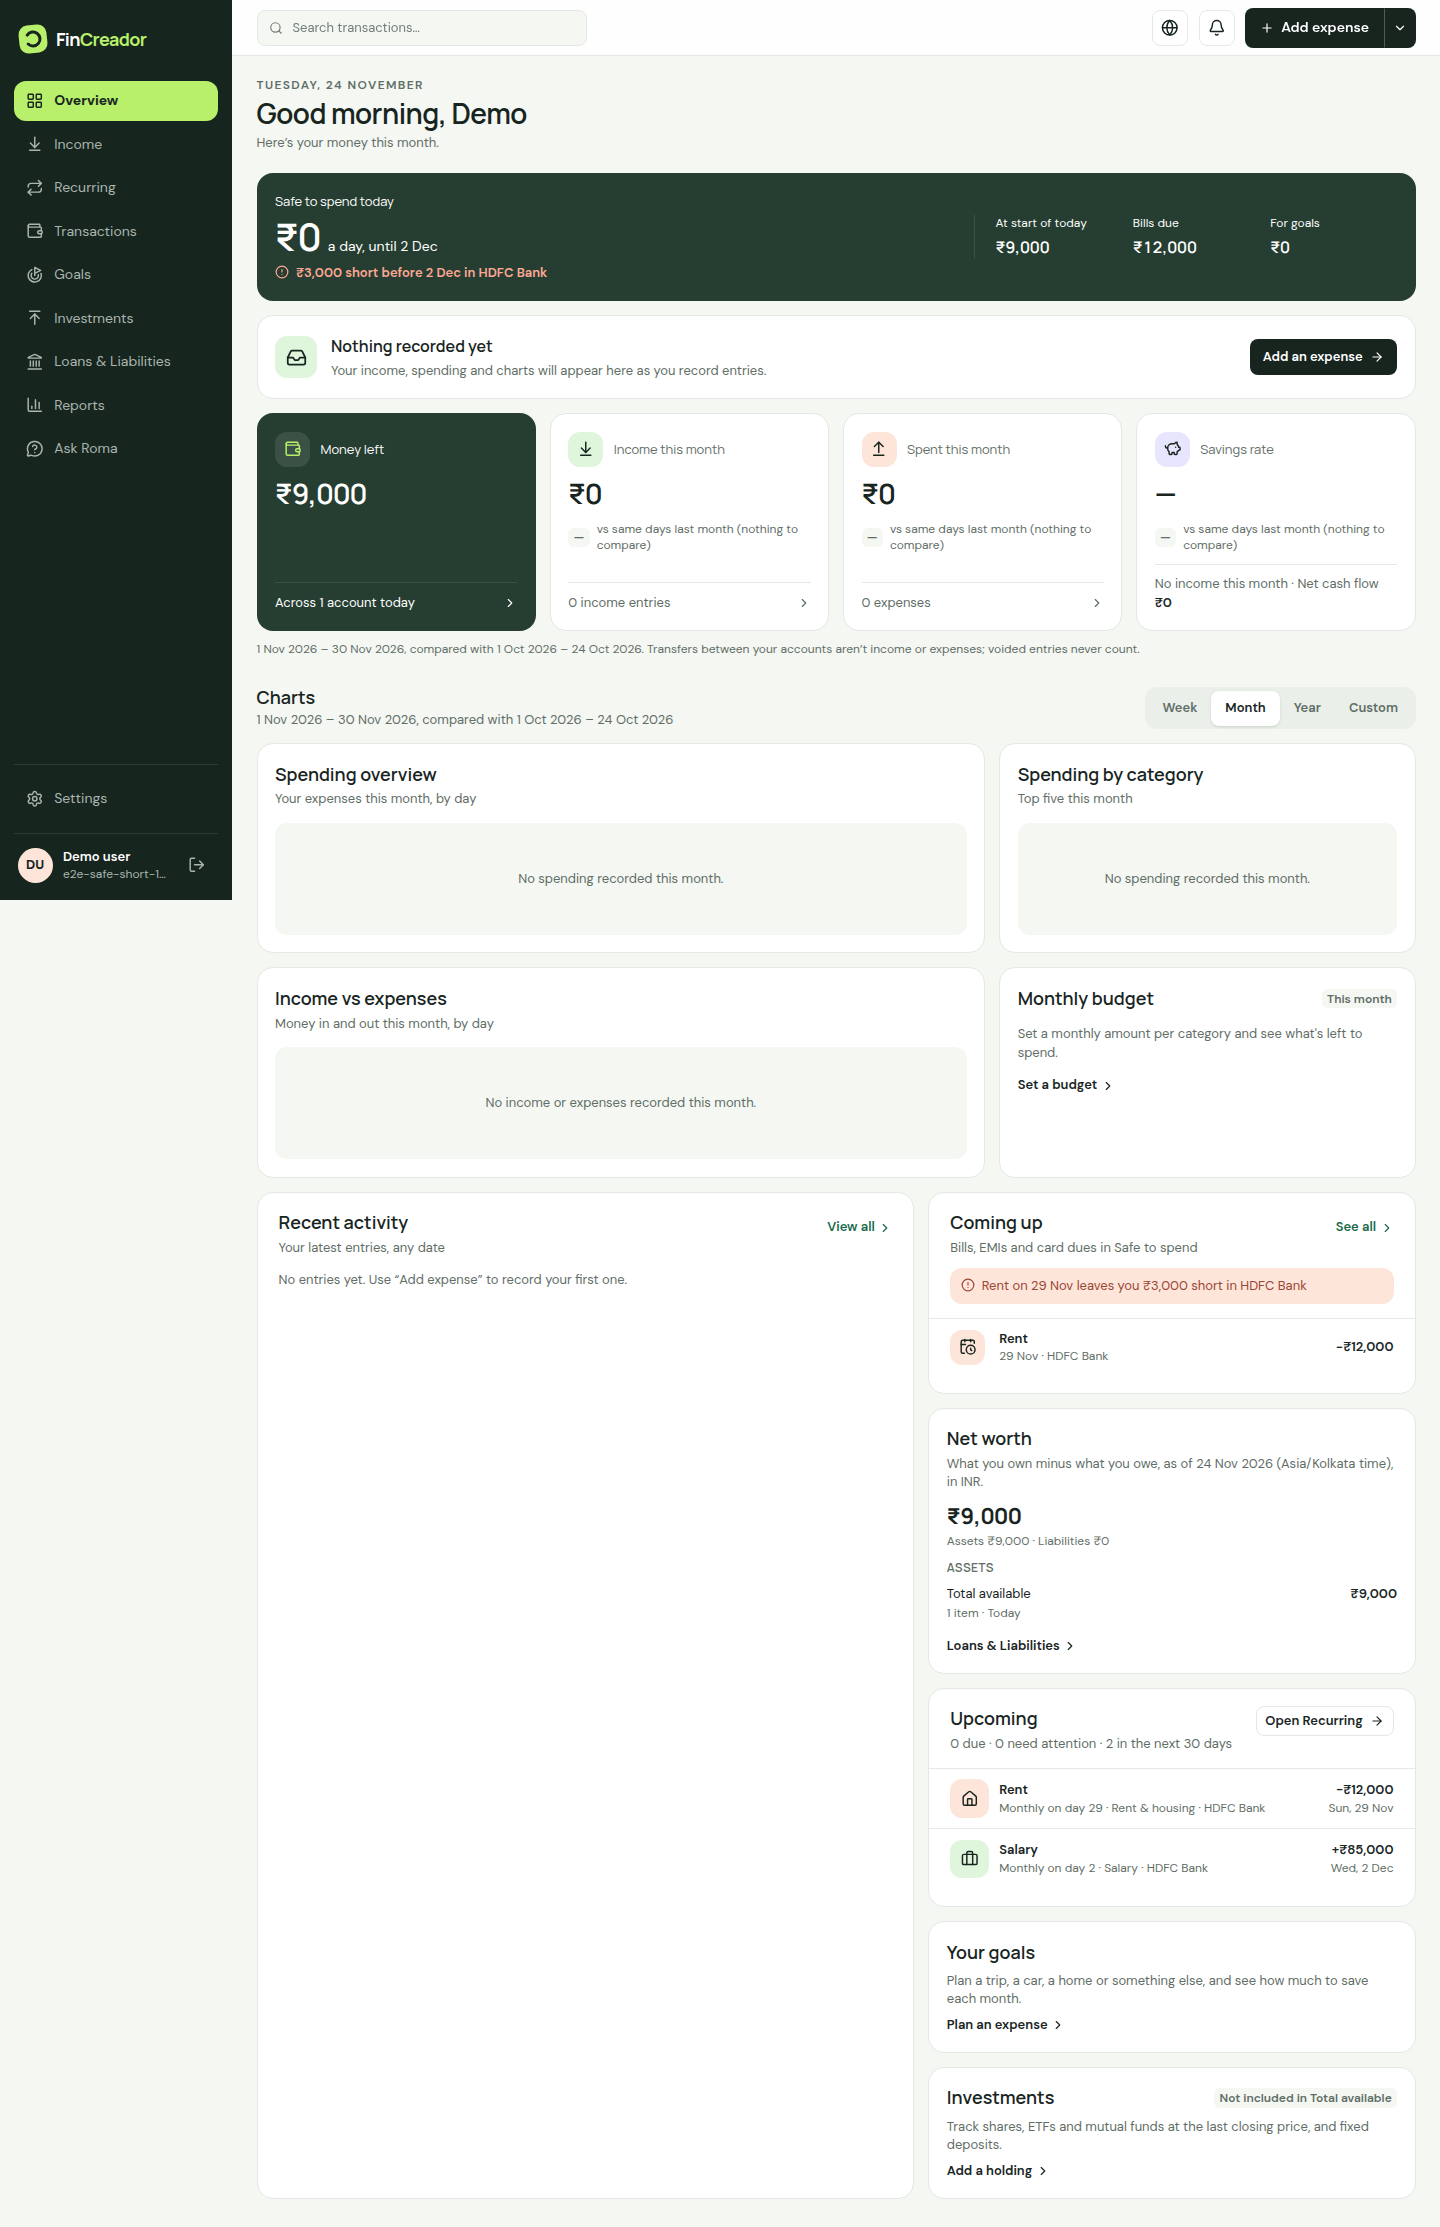 FinCreador
Overview
Income
Recurring
Transactions
Goals
Investments
Loans & Liabilities
Reports
Ask Roma
Settings
DU
Demo user
e2e-safe-short-1...
Search transactions...
Add expense
TUESDAY, 24 NOVEMBER
Good morning, Demo
Here's your money this month.
Safe to spend today
₹0 a day, until 2 Dec
₹3,000 short before 2 Dec in HDFC Bank
At start of today
₹9,000
Bills due
₹12,000
For goals
₹0
Nothing recorded yet
Your income, spending and charts will appear here as you record entries.
Add an expense
Money left
₹9,000
Across 1 account today
Income this month
₹0
– vs same days last month (nothing to
compare)
0 income entries
Spent this month
₹0
– vs same days last month (nothing to
compare)
0 expenses
Savings rate
–
– vs same days last month (nothing to
compare)
No income this month · Net cash flow
₹0
1 Nov 2026 – 30 Nov 2026, compared with 1 Oct 2026 – 24 Oct 2026. Transfers between your accounts aren't income or expenses; voided entries never count.
Charts
1 Nov 2026 – 30 Nov 2026, compared with 1 Oct 2026 – 24 Oct 2026
Week Month Year Custom
Spending overview
Your expenses this month, by day
No spending recorded this month.
Spending by category
Top five this month
No spending recorded this month.
Income vs expenses
Money in and out this month, by day
No income or expenses recorded this month.
Monthly budget
This month
Set a monthly amount per category and see what's left to
spend.
Set a budget
Recent activity
View all
Your latest entries, any date
No entries yet. Use “Add expense” to record your first one.
Coming up
See all
Bills, EMIs and card dues in Safe to spend
Rent on 29 Nov leaves you ₹3,000 short in HDFC Bank
Rent
29 Nov · HDFC Bank
-₹12,000
Net worth
What you own minus what you owe, as of 24 Nov 2026 (Asia/Kolkata time),
in INR.
₹9,000
Assets ₹9,000 · Liabilities ₹0
ASSETS
Total available
₹9,000
1 item · Today
Loans & Liabilities
Upcoming
Open Recurring
0 due · 0 need attention · 2 in the next 30 days
Rent
-₹12,000
Monthly on day 29 · Rent & housing · HDFC Bank
Sun, 29 Nov
Salary
+₹85,000
Monthly on day 2 · Salary · HDFC Bank
Wed, 2 Dec
Your goals
Plan a trip, a car, a home or something else, and see how much to save
each month.
Plan an expense
Investments
Not included in Total available
Track shares, ETFs and mutual funds at the last closing price, and fixed
deposits.
Add a holding